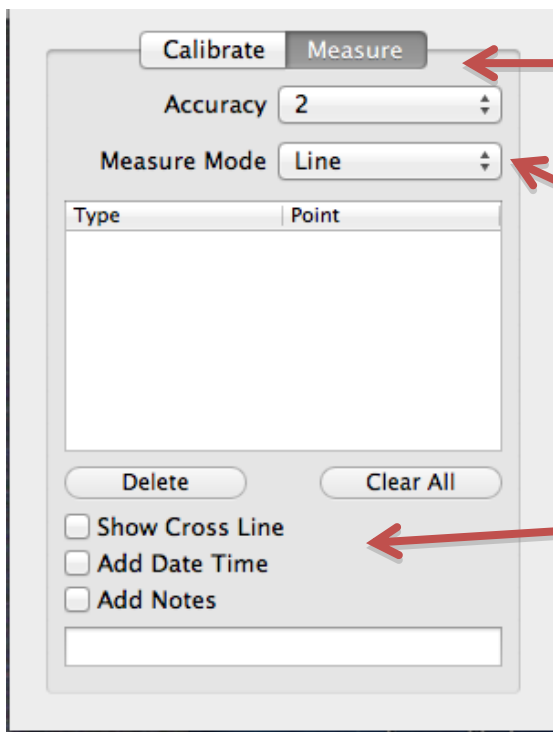 Calibrate Measure
Accuracy 2
Measure Mode Line
Type Point
Delete Clear All
Show Cross Line
Add Date Time
Add Notes